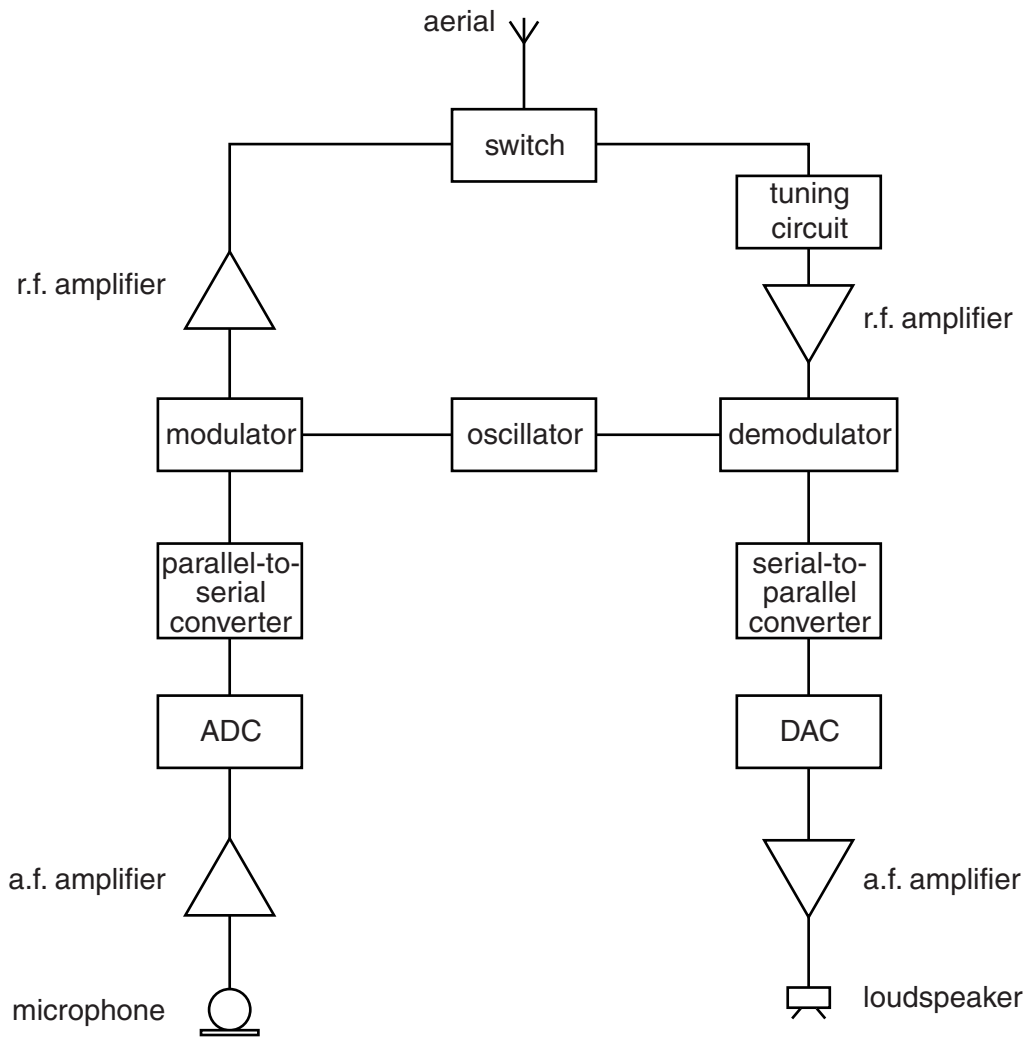 aerial
switch
tuning
circuit
r.f. amplifier
r.f. amplifier
modulator
oscillator
demodulator
parallel-to-
serial
converter
serial-to-
parallel
converter
ADC
DAC
a.f. amplifier
a.f. amplifier
microphone
loudspeaker